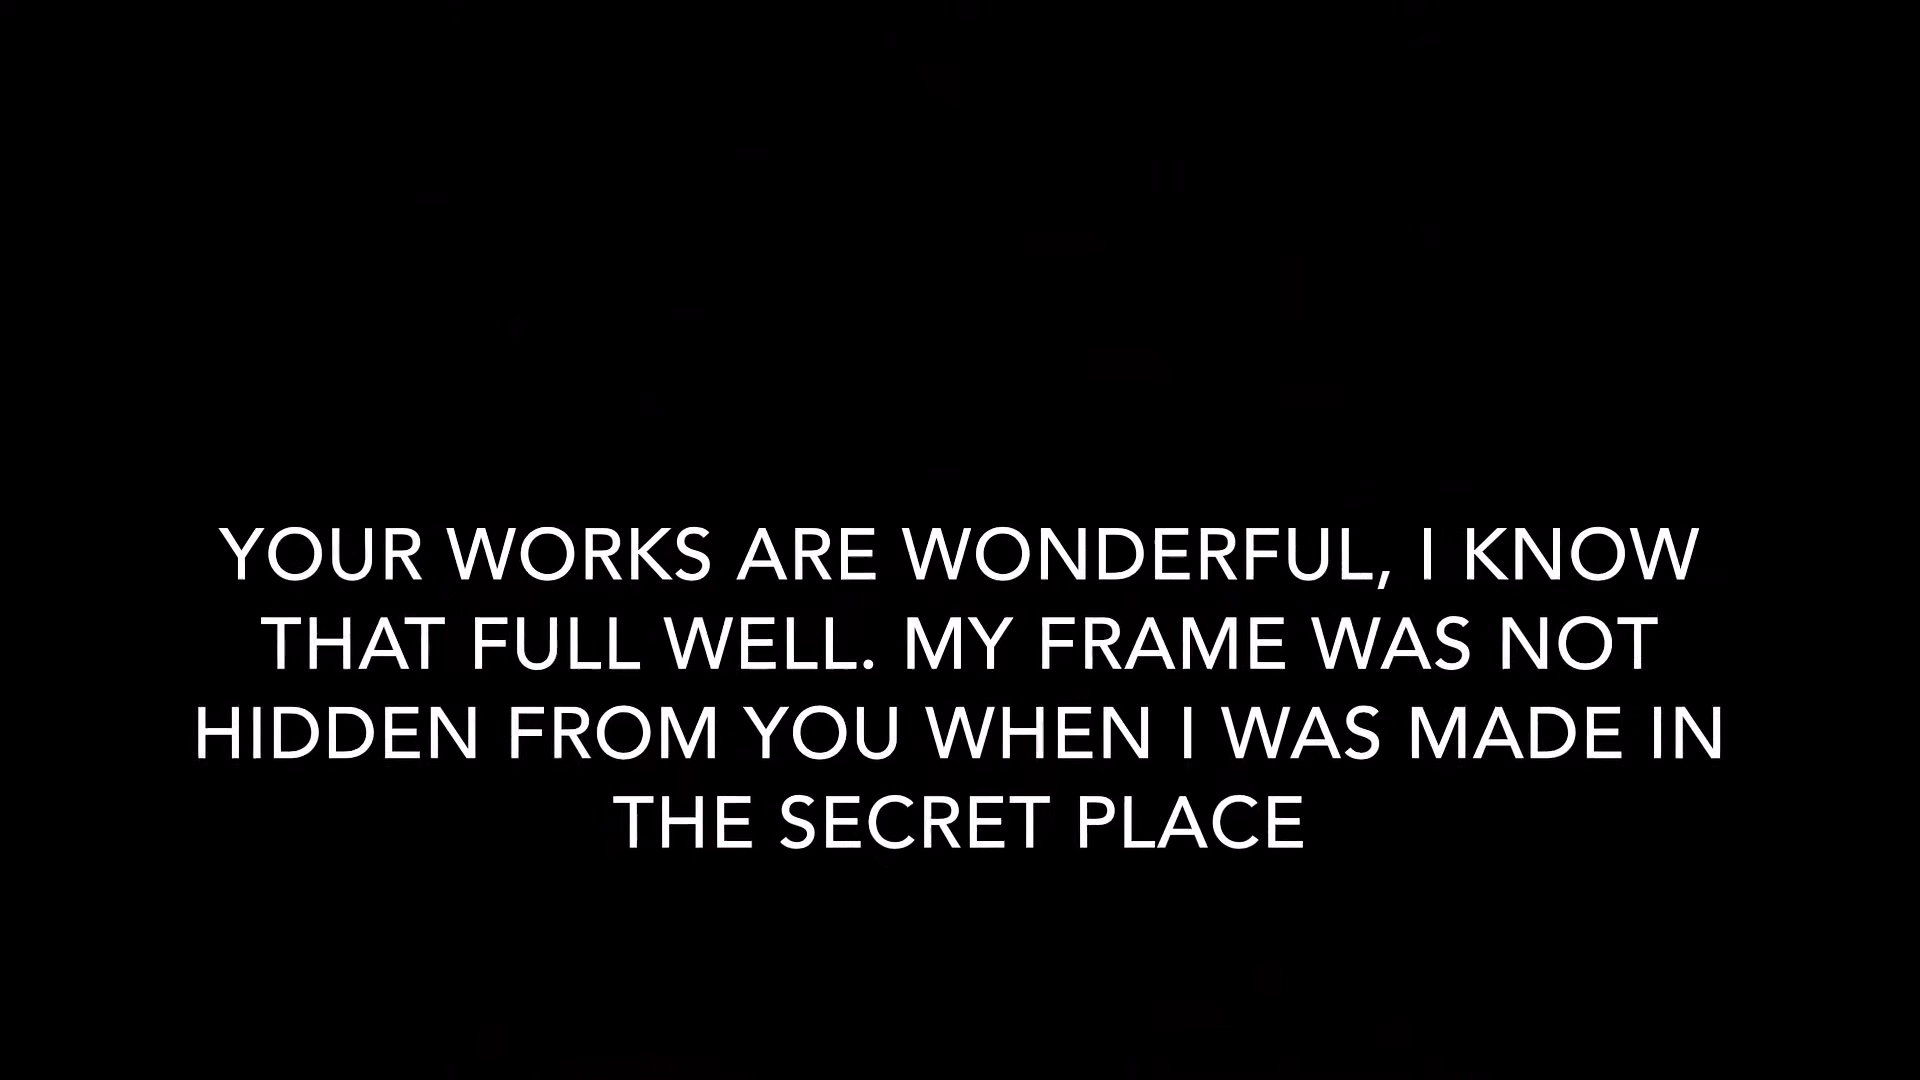 YOUR WORKS ARE WONDERFUL, I KNOW
THAT FULL WELL. MY FRAME WAS NOT
HIDDEN FROM YOU WHEN I WAS MADE IN
THE SECRET PLACE